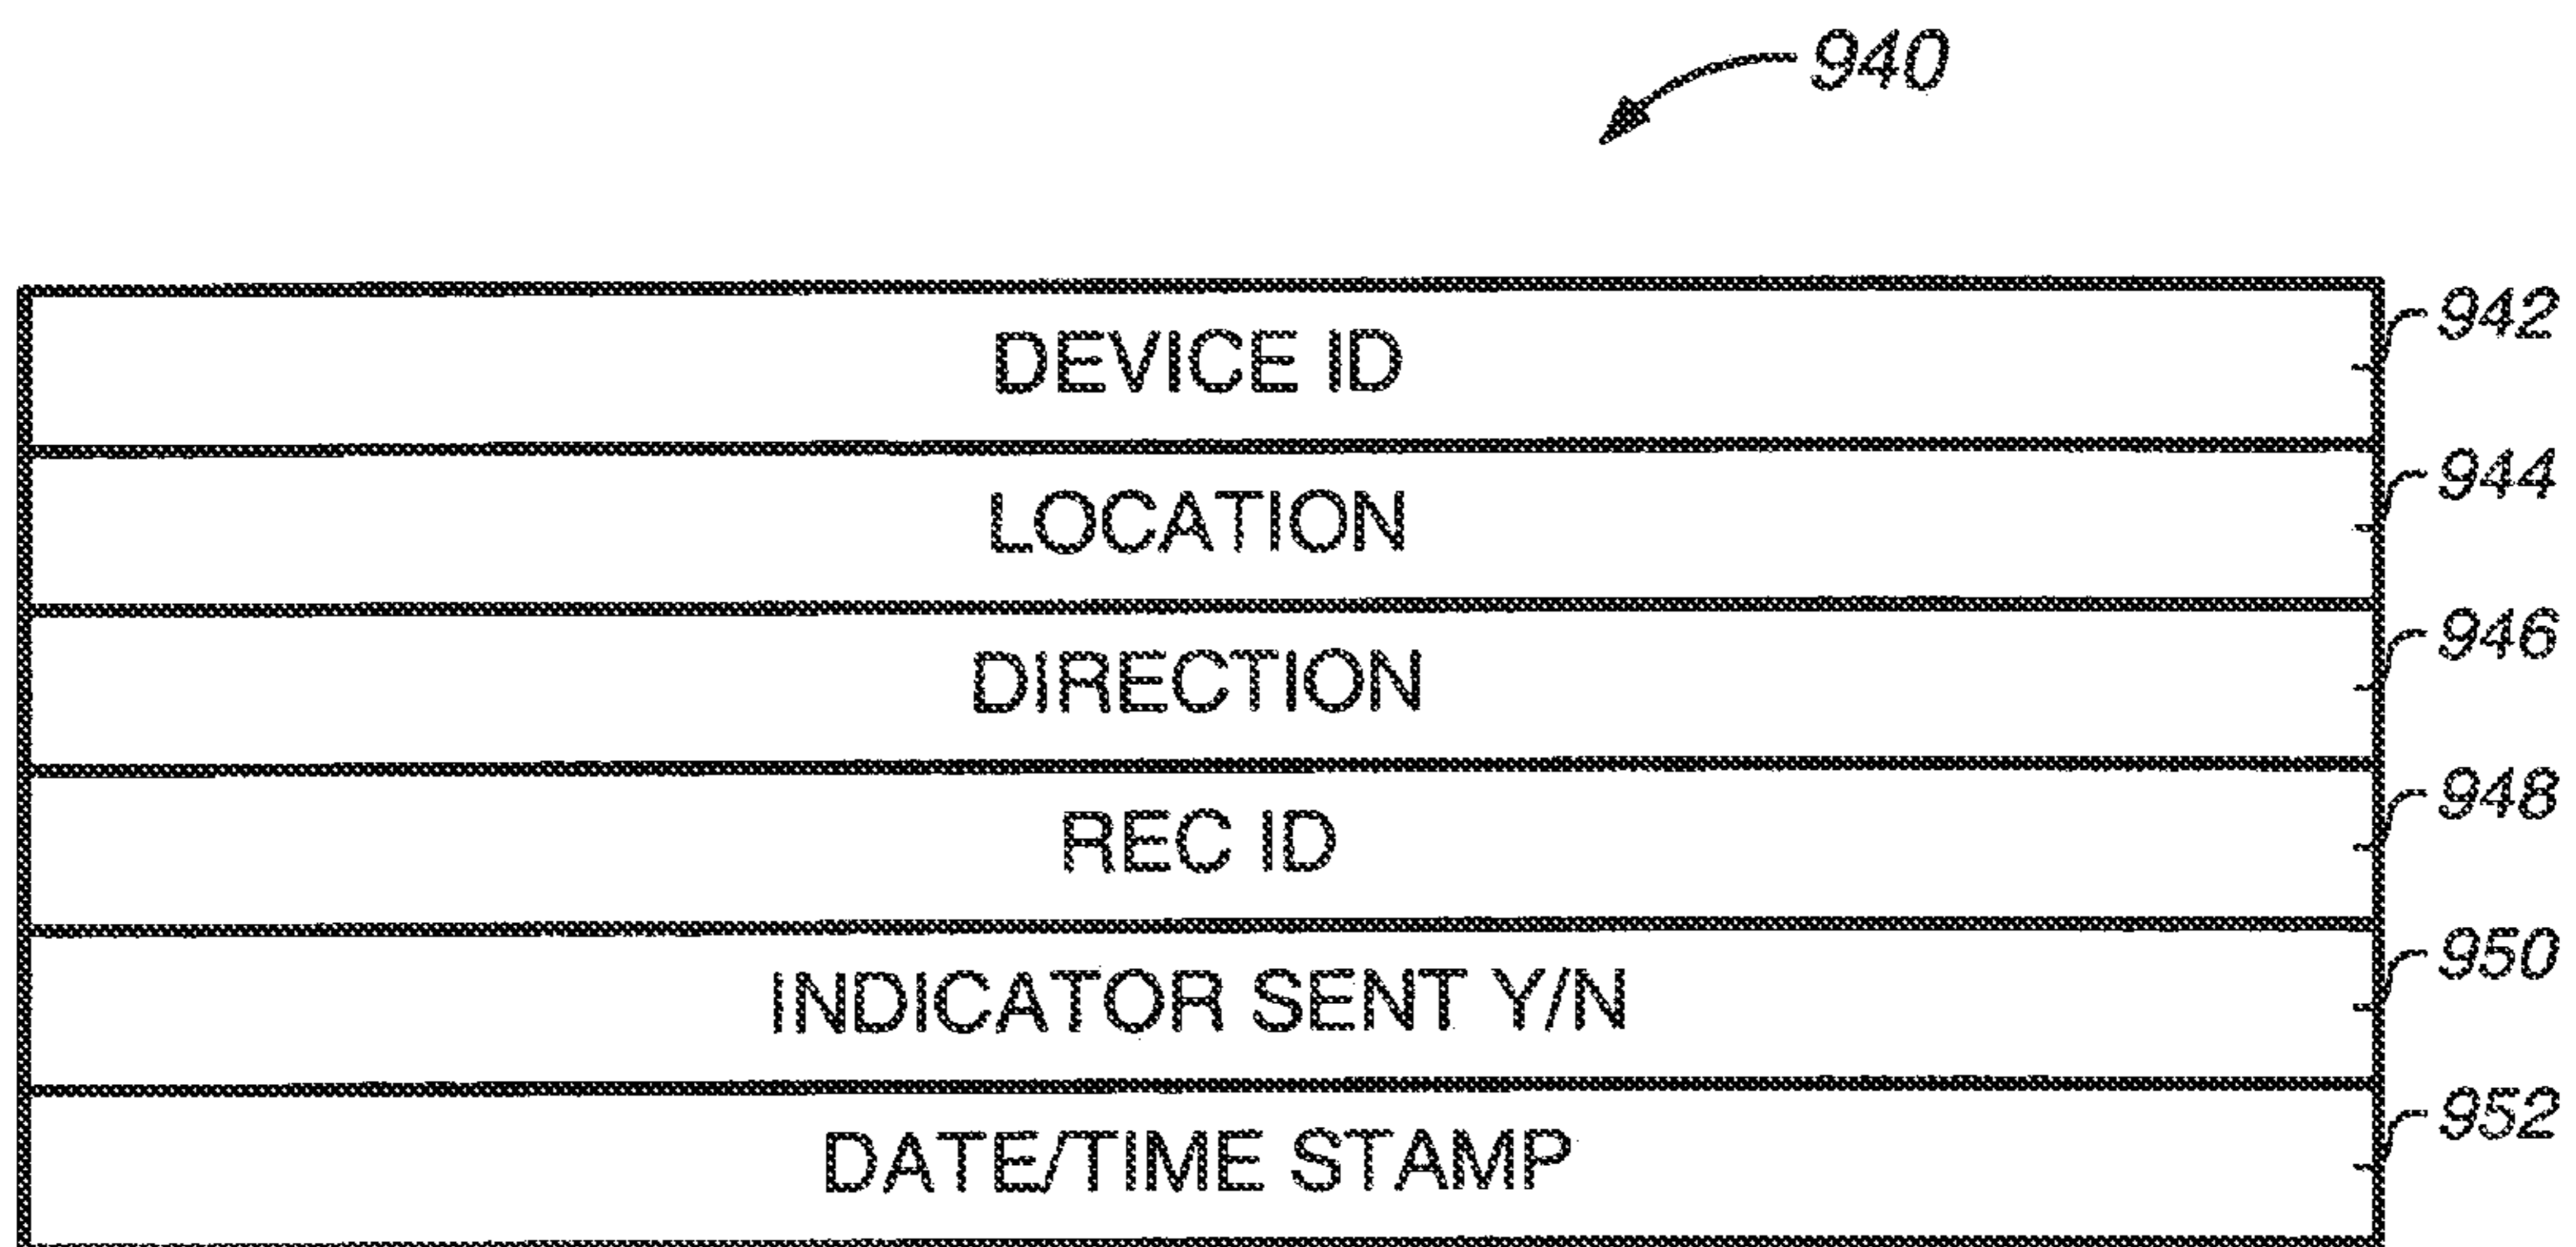 940
DEVICE ID 942
LOCATION 944
DIRECTION 946
REC ID 948
INDICATOR SENT Y/N 950
DATE/TIME STAMP 952